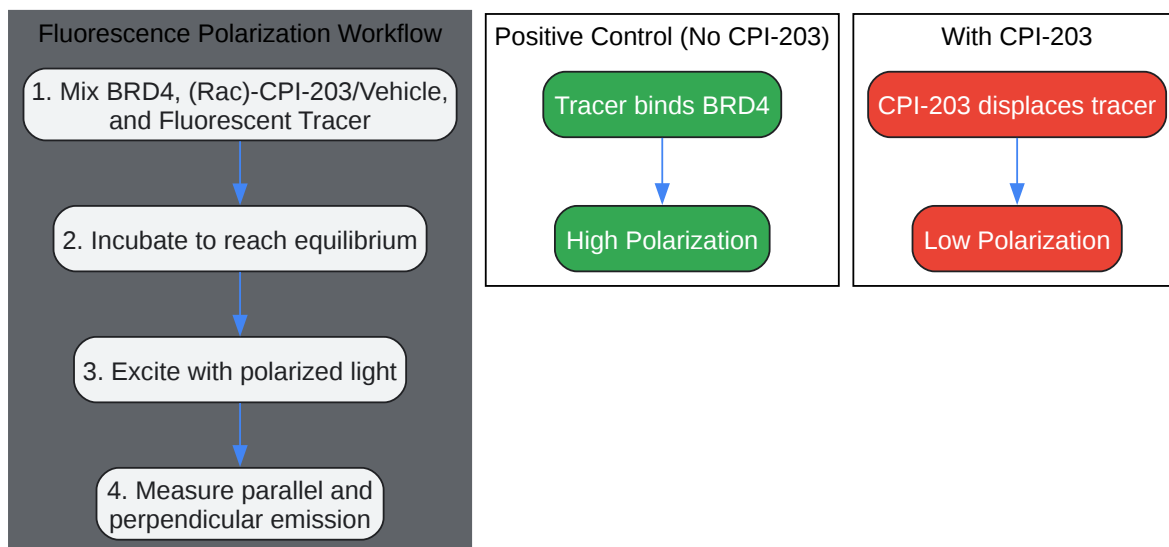 Fluorescence Polarization Workflow
1. Mix BRD4, (Rac)-CPI-203/Vehicle,
and Fluorescent Tracer
2. Incubate to reach equilibrium
3. Excite with polarized light
4. Measure parallel and
perpendicular emission
Positive Control (No CPI-203)
Tracer binds BRD4
High Polarization
With CPI-203
CPI-203 displaces tracer
Low Polarization